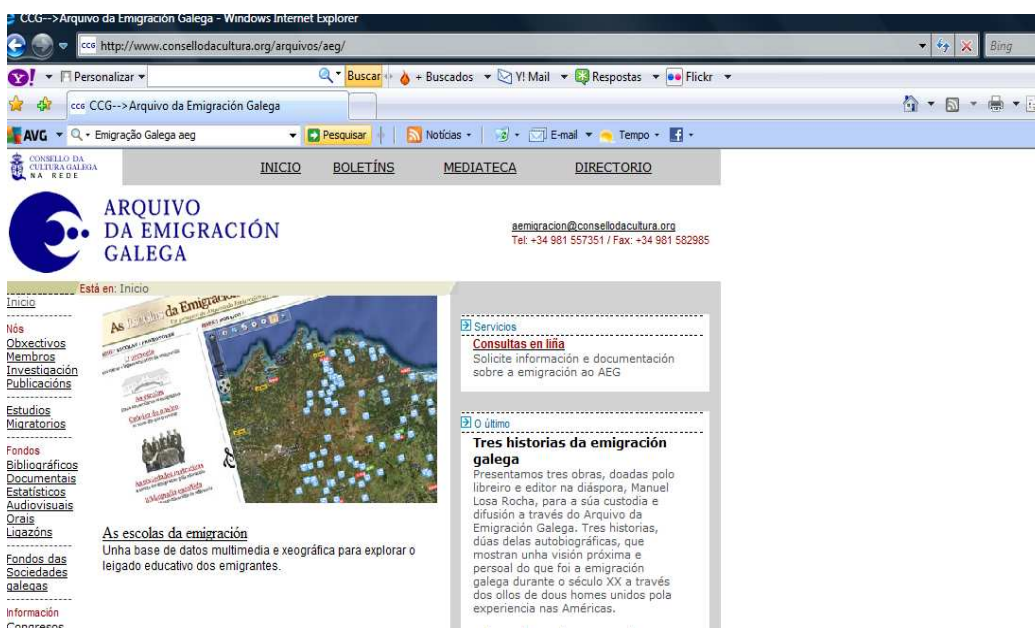 CCG-->Arquivo da Emigración Galega - Windows Internet Explorer
CCG http://www.consellodacultura.org/arquivos/aeg/
Bing
Y! Personalizar Buscar + Buscados Y! Mail Respostas Flickr
CCG CCG-->Arquivo da Emigración Galega
AVG Emigração Galega aeg Pesquisar Notícias E-mail Tempo
CONSELLO DA
CULTURA GALEGA
NA REDE
INICIO BOLETÍNS MEDIATECA DIRECTORIO
ARQUIVO
DA EMIGRACIÓN
GALEGA
aemigracion@consellodacultura.org
Tel: +34 981 557351 / Fax: +34 981 582985
Está en: Inicio
Inicio
Nós
Obxectivos
Membros
Investigación
Publicacións
Estudios
Migratorios
Fondos
Bibliográficos
Documentais
Estatísticos
Audiovisuais
Orais
Ligazóns
Fondos das
Sociedades
galegas
Información
Congresos
As da Emigrac
As escolas
As escolas da emigración
Unha base de datos multimedia e xeográfica para explorar o
leigado educativo dos emigrantes.
Servicios
Consultas en liña
Solicite información e documentación
sobre a emigración ao AEG
O último
Tres historias da emigración
galega
Presentamos tres obras, doadas polo
libreiro e editor na diáspora, Manuel
Losa Rocha, para a súa custodia e
difusión a través do Arquivo da
Emigración Galega. Tres historias,
dúas delas autobiográficas, que
mostran unha visión próxima e
persoal do que foi a emigración
galega durante o século XX a través
dos ollos de dous homes unidos pola
experiencia nas Américas.